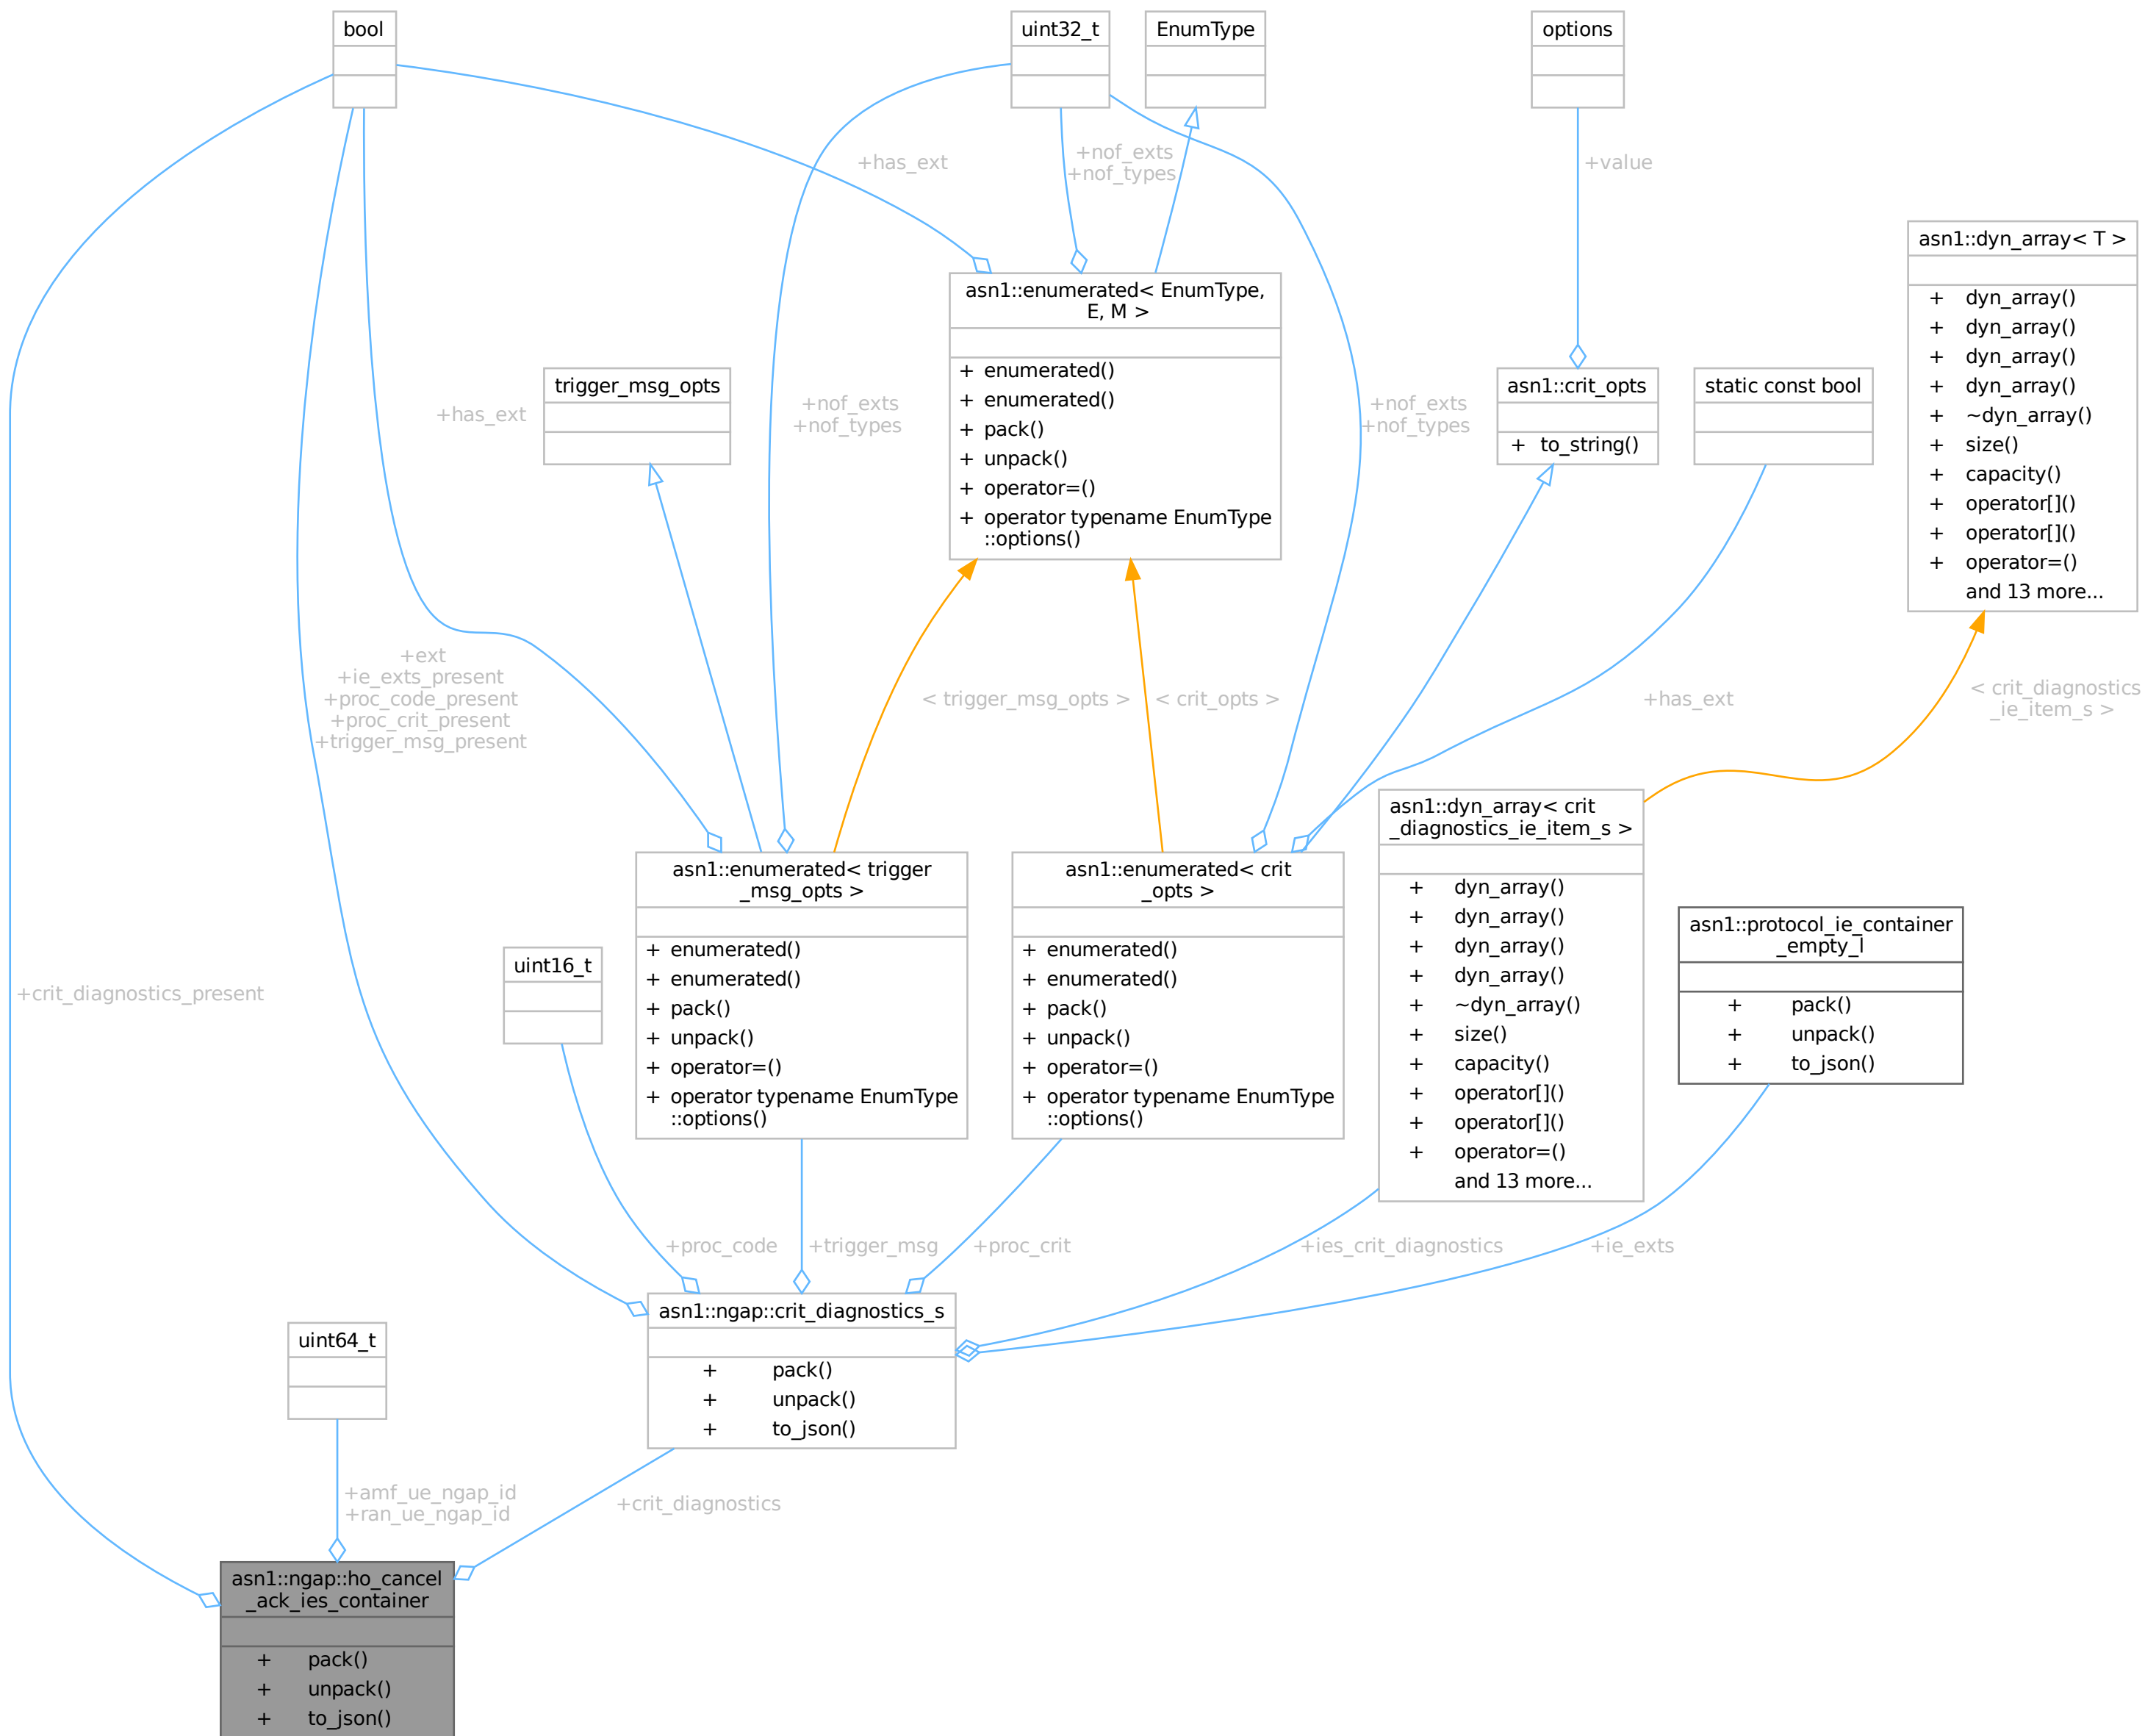 bool
uint32_t
EnumType
options
+has_ext
+nof_exts
+nof_types
+value
asn1::dyn_array< T >
+ dyn_array()
+ dyn_array()
+ dyn_array()
+ dyn_array()
+ ~dyn_array()
+ size()
+ capacity()
+ operator[]()
+ operator[]()
+ operator=()
and 13 more...
asn1::enumerated< EnumType,
E, M >
+ enumerated()
+ enumerated()
+ pack()
+ unpack()
+ operator=()
+ operator typename EnumType
::options()
trigger_msg_opts
asn1::crit_opts
+ to_string()
static const bool
+has_ext
+nof_exts
+nof_types
+nof_exts
+nof_types
+ext
+ie_exts_present
+proc_code_present
+proc_crit_present
+trigger_msg_present
< trigger_msg_opts >
< crit_opts >
+has_ext
< crit_diagnostics
_ie_item_s >
asn1::dyn_array< crit
_diagnostics_ie_item_s >
+ dyn_array()
+ dyn_array()
+ dyn_array()
+ dyn_array()
+ ~dyn_array()
+ size()
+ capacity()
+ operator[]()
+ operator[]()
+ operator=()
and 13 more...
asn1::enumerated< trigger
_msg_opts >
+ enumerated()
+ enumerated()
+ pack()
+ unpack()
+ operator=()
+ operator typename EnumType
::options()
asn1::enumerated< crit
_opts >
+ enumerated()
+ enumerated()
+ pack()
+ unpack()
+ operator=()
+ operator typename EnumType
::options()
asn1::protocol_ie_container
_empty_l
+ pack()
+ unpack()
+ to_json()
uint16_t
+crit_diagnostics_present
+proc_code
+trigger_msg
+proc_crit
+ies_crit_diagnostics
+ie_exts
asn1::ngap::crit_diagnostics_s
+ pack()
+ unpack()
+ to_json()
uint64_t
+amf_ue_ngap_id
+ran_ue_ngap_id
+crit_diagnostics
asn1::ngap::ho_cancel
_ack_ies_container
+ pack()
+ unpack()
+ to_json()